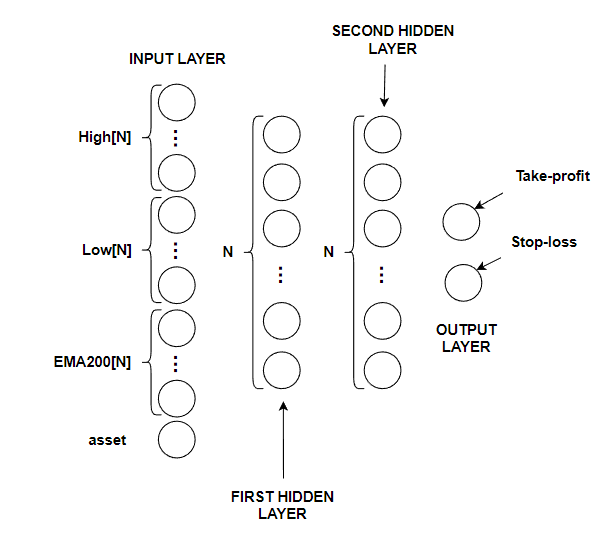 SECOND HIDDEN
LAYER
INPUT LAYER
High[N]
Low[N]
EMA200[N]
asset
N
N
Take-profit
Stop-loss
OUTPUT
LAYER
FIRST HIDDEN
LAYER